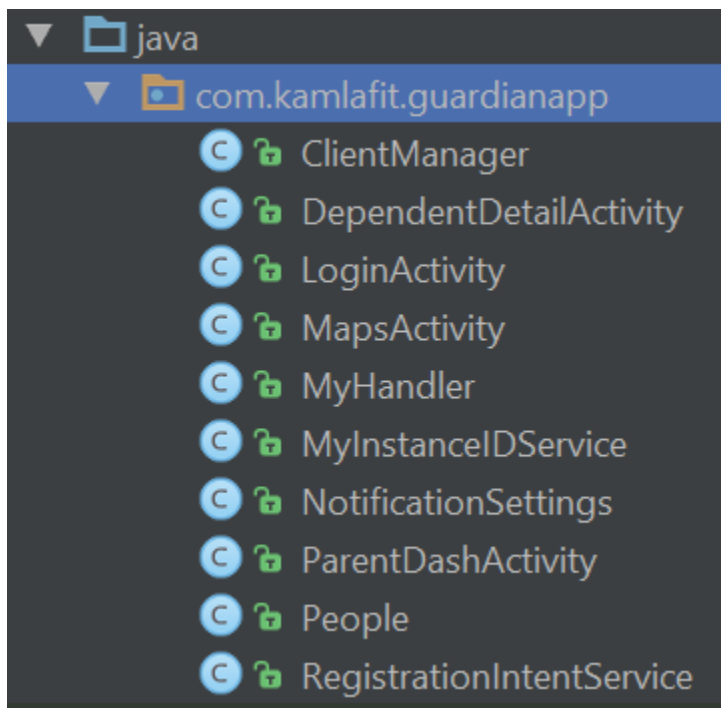 java
com.kamlafit.guardianapp
ClientManager
DependentDetailActivity
LoginActivity
MapsActivity
MyHandler
MyInstanceIDService
NotificationSettings
ParentDashActivity
People
RegistrationIntentService